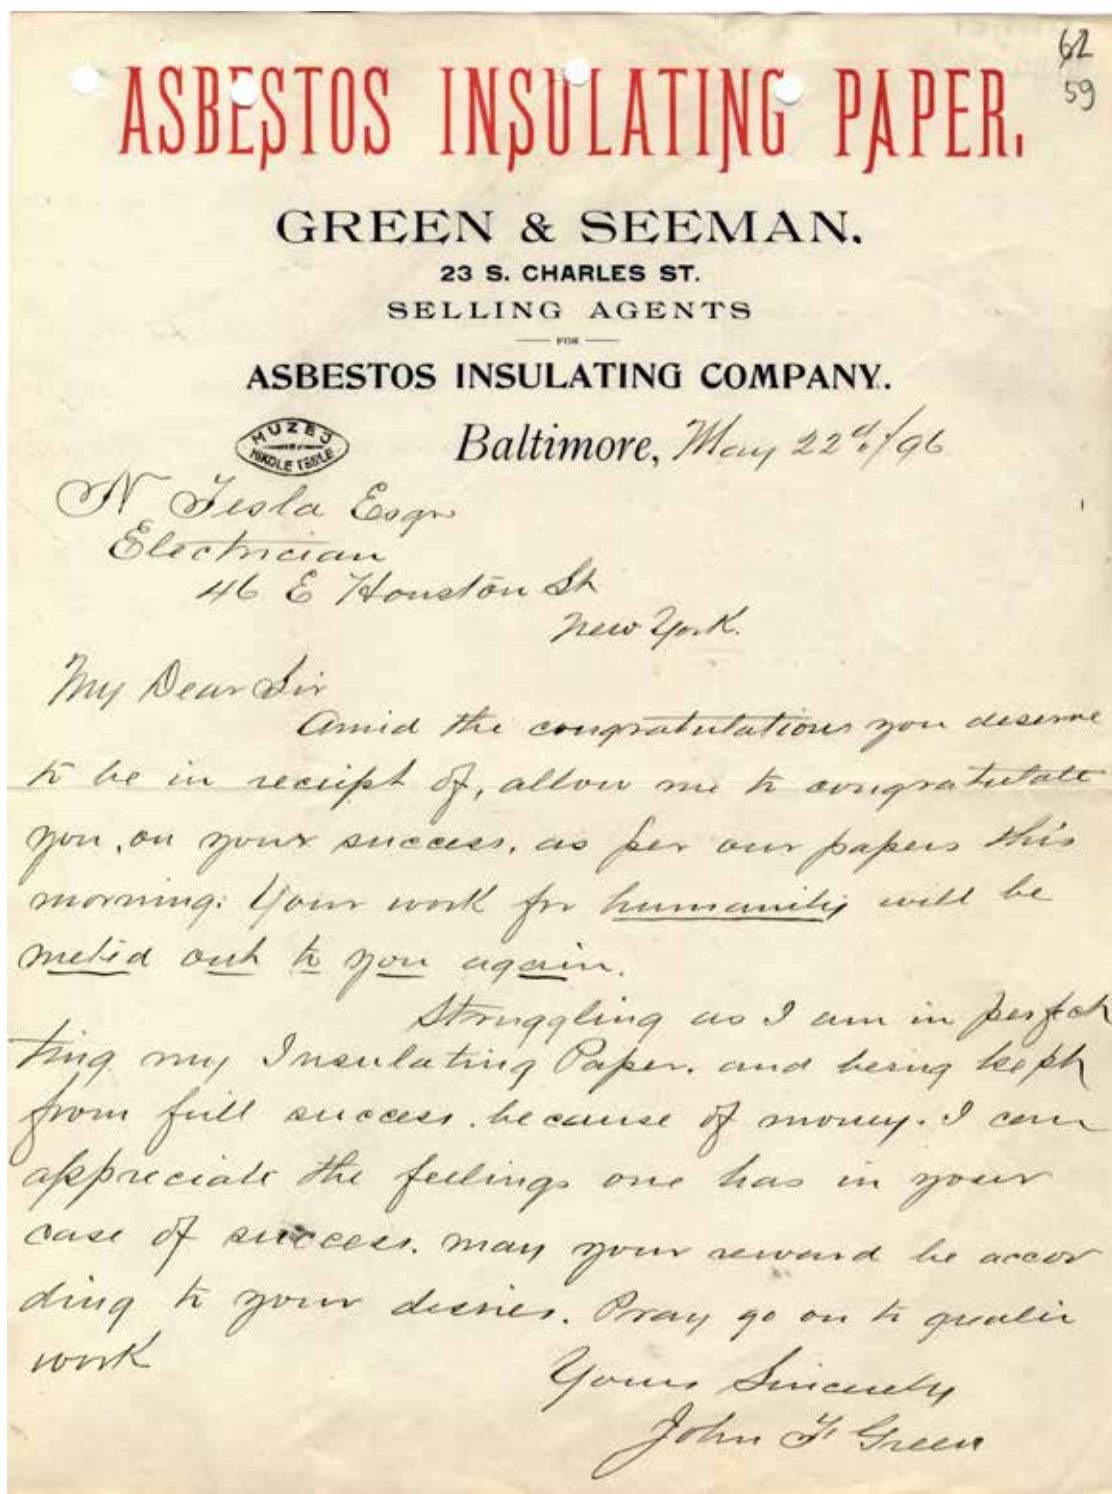 62
59
ASBESTOS INSULATING PAPER.
GREEN & SEEMAN.
23 S. CHARLES ST.
SELLING AGENTS
FOR
ASBESTOS INSULATING COMPANY.
MUZEJ
NIKOLE TESLE
Baltimore, May 22d/96
N Tesla Esqr
Electrician
46 E Houston St
New York.
My Dear Sir
Amid the congratulations you deserve
to be in receipt of, allow me to congratulate
you, on your success, as per our papers this
morning. Your work for humanity will be
meted out to you again.
Struggling as I am in perfect
ting my Insulating Paper. and being kept
from full success. because of money. I can
appreciate the feelings one has in your
case of success. may your reward be accor
ding to your desires. Pray go on to greater
work
Yours Sincerely
John F Green